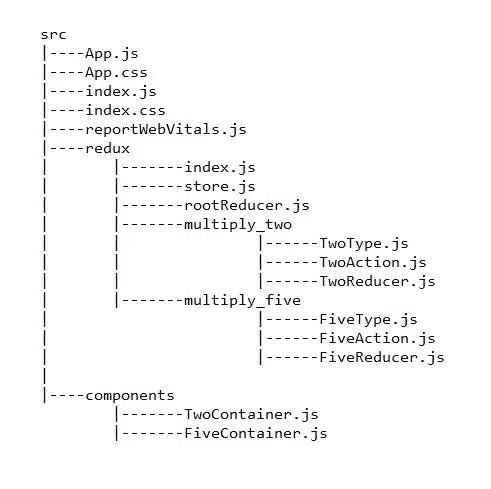 src
|----App.js
|----App.css
|----index.js
|----index.css
|----reportWebVitals.js
|----redux
|       |-------index.js
|       |-------store.js
|       |-------rootReducer.js
|       |-------multiply_two
|       |               |------TwoType.js
|       |               |------TwoAction.js
|       |               |------TwoReducer.js
|       |-------multiply_five
|                       |------FiveType.js
|                       |------FiveAction.js
|                       |------FiveReducer.js
|
|----components
        |-------TwoContainer.js
        |-------FiveContainer.js